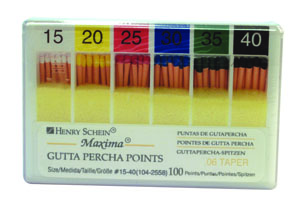 15 20 25 30 35 40
HENRY SCHEIN®
Maxima®
GUTTA PERCHA POINTS
PUNTAS DE GUTAPERCHA
POINTES DE GUTTA PERCHA
GUTTAPERCHA-SPITZEN
.06 TAPER
Size/Medida/Taille/Größe #15-40(104-2558) 100 Points/Puntas/Pointes/Spitzen